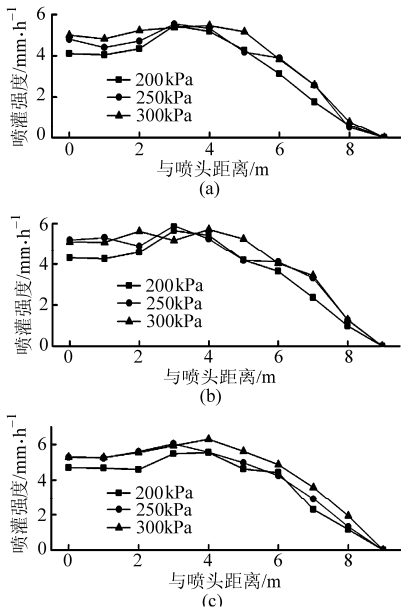 喷灌强度/mm·h⁻¹
6
4
2
0
200kPa
250kPa
300kPa
0 2 4 6 8
与喷头距离/m
(a)
喷灌强度/mm·h⁻¹
6
4
2
0
200kPa
250kPa
300kPa
0 2 4 6 8
与喷头距离/m
(b)
喷灌强度/mm·h⁻¹
6
4
2
0
200kPa
250kPa
300kPa
0 2 4 6 8
与喷头距离/m
(c)